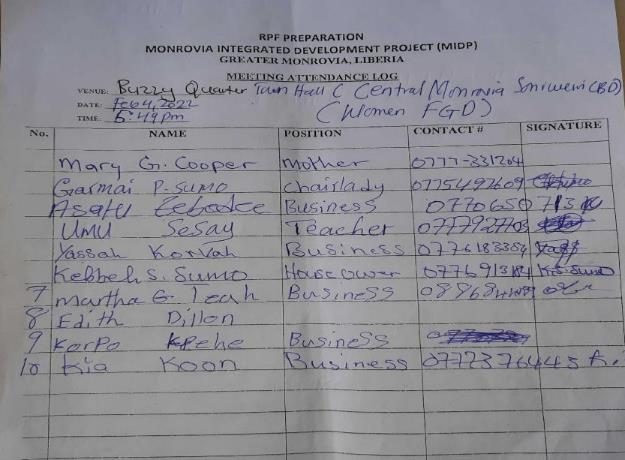 RPF PREPARATION
MONROVIA INTEGRATED DEVELOPMENT PROJECT (MIDP)
GREATER MONROVIA, LIBERIA
MEETING ATTENDANCE LOG
VENUE: Buzzy Quarter Town Hall C Central Monrovia CBD)
DATE: Feb 4, 2022 (Women FGD)
TIME: 5:49pm
No. NAME POSITION CONTACT # SIGNATURE
Mary G. Cooper Mother 0777-331204
Garmai P. SUMO Chairlady 0775497609
Asatu Business 0770650713
UMU Sesay Teacher
Yassah Korvah Business
Kebbeh S. Sumo House
7 Martha G. Teah Business
8 Edith Dillon
9 Korpo Kpehe Business
10 Kia Koon Business